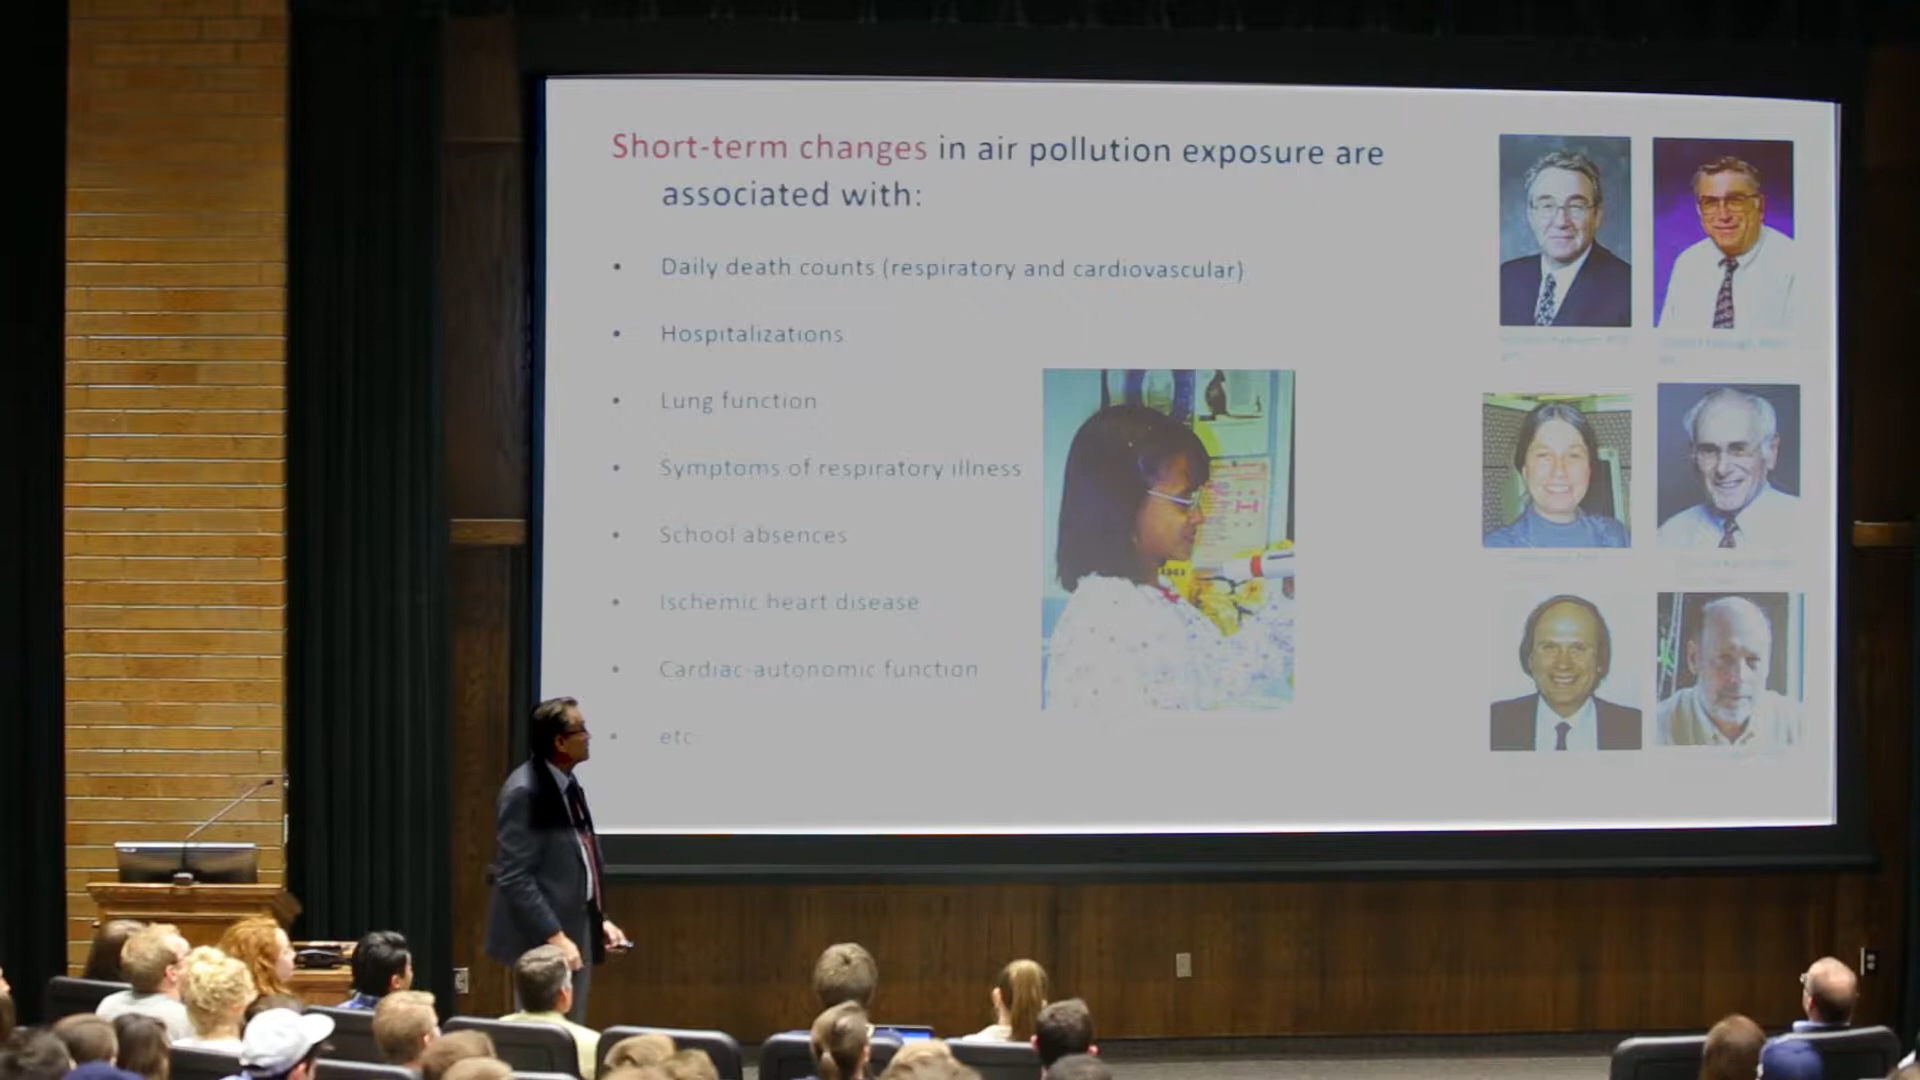 Short-term changes in air pollution exposure are
associated with:
• Daily death counts (respiratory and cardiovascular)
• Hospitalizations
• Lung function
• Symptoms of respiratory illness
• School absences
• Ischemic heart disease
• Cardiac-autonomic function
• etc